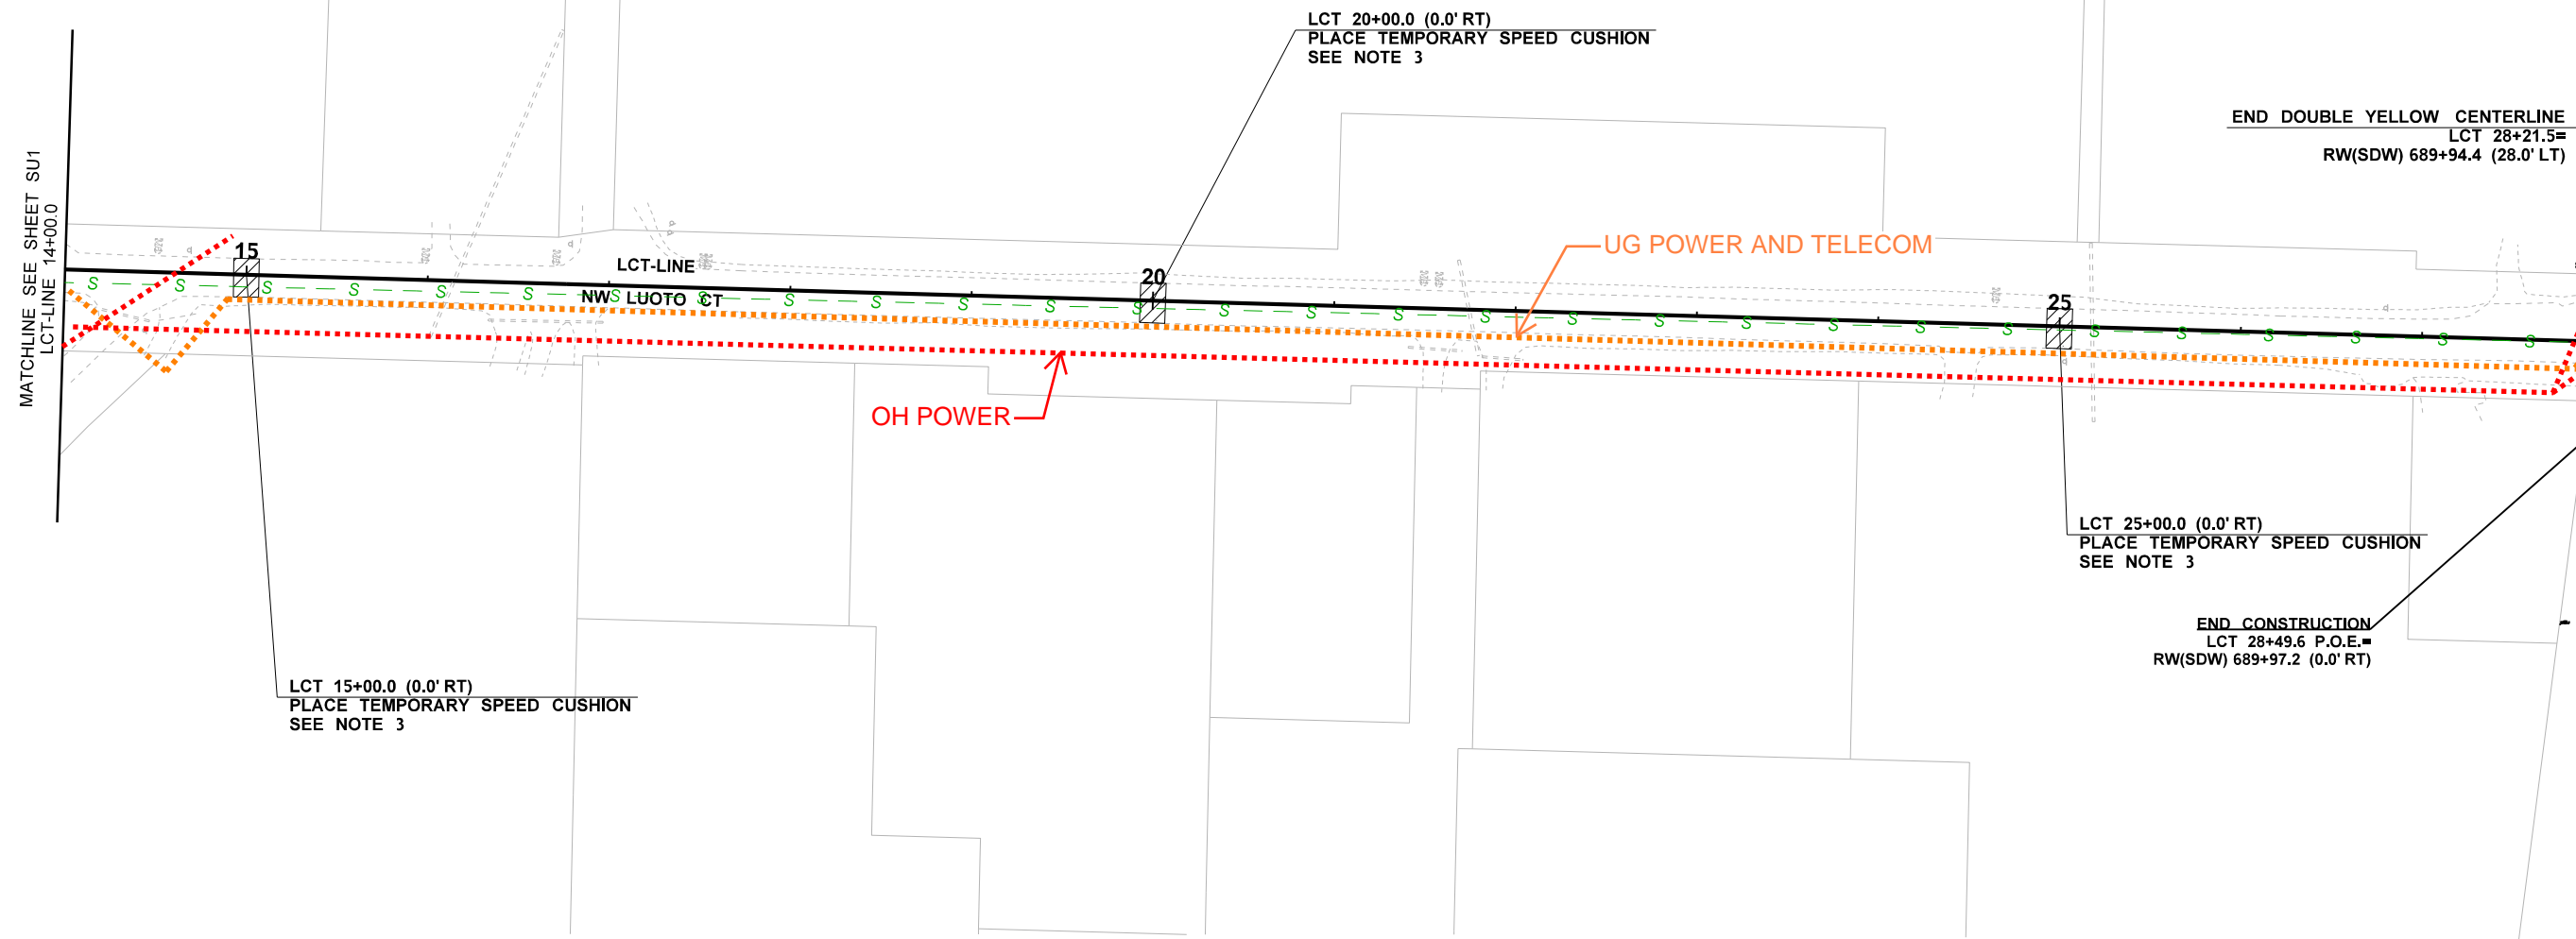 LCT 20+00.0 (0.0' RT)
PLACE TEMPORARY SPEED CUSHION
SEE NOTE 3
END DOUBLE YELLOW CENTERLINE
LCT 28+21.5=
RW(SDW) 689+94.4 (28.0' LT)
MATCHLINE SEE SHEET SU1
LCT-LINE 14+00.0
15
LCT-LINE
NW LUOTO CT
20
UG POWER AND TELECOM
25
S S S S S S S S S S S S S S S S S S S S S S S S S S S S S
OH POWER
LCT 25+00.0 (0.0' RT)
PLACE TEMPORARY SPEED CUSHION
SEE NOTE 3
END CONSTRUCTION
LCT 28+49.6 P.O.E.=
RW(SDW) 689+97.2 (0.0' RT)
LCT 15+00.0 (0.0' RT)
PLACE TEMPORARY SPEED CUSHION
SEE NOTE 3